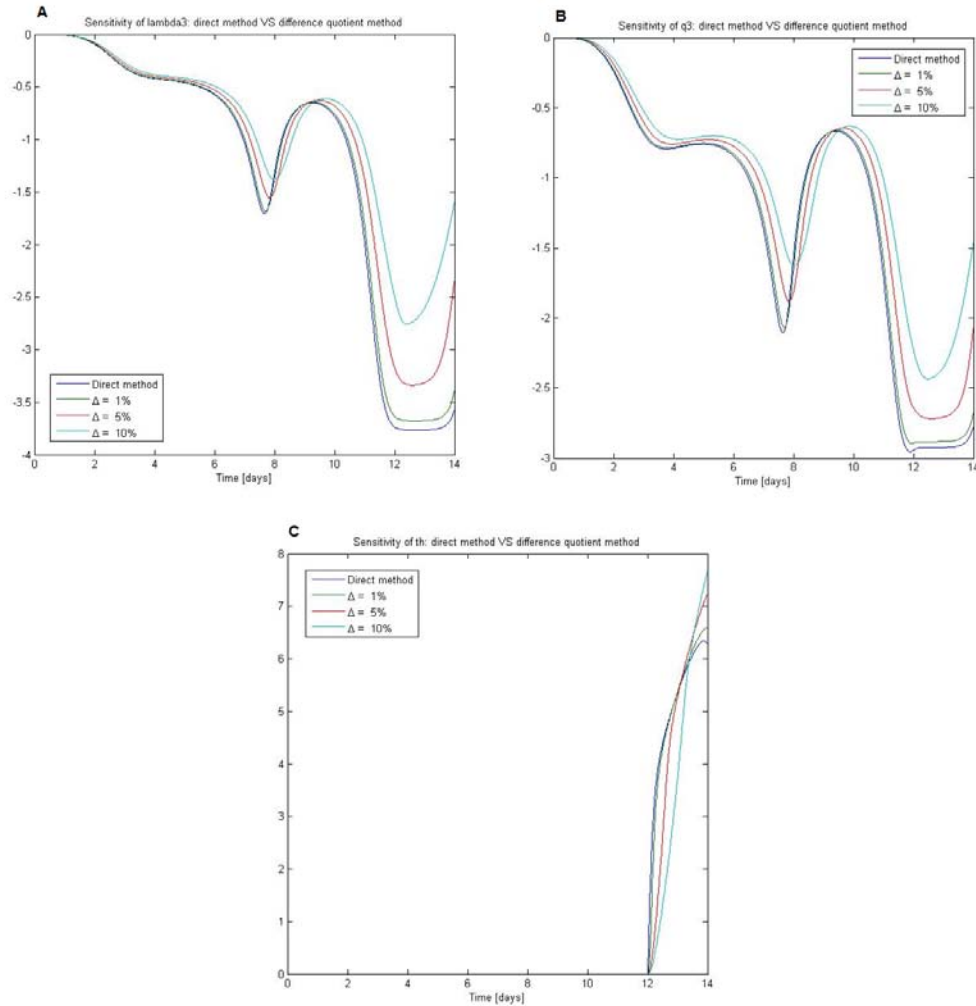 A
Sensitivity of lambda3: direct method VS difference quotient method
0
-0.5
-1
-1.5
-2
-2.5
-3
-3.5
-4
Direct method
Δ = 1%
Δ = 5%
Δ = 10%
0 2 4 6 8 10 12 14
Time [days]
B
Sensitivity of q3: direct method VS difference quotient method
0
-0.5
-1
-1.5
-2
-2.5
-3
Direct method
Δ = 1%
Δ = 5%
Δ = 10%
0 2 4 6 8 10 12 14
Time [days]
C
Sensitivity of th: direct method VS difference quotient method
8
7
6
5
4
3
2
1
0
Direct method
Δ = 1%
Δ = 5%
Δ = 10%
0 2 4 6 8 10 12 14
Time [days]